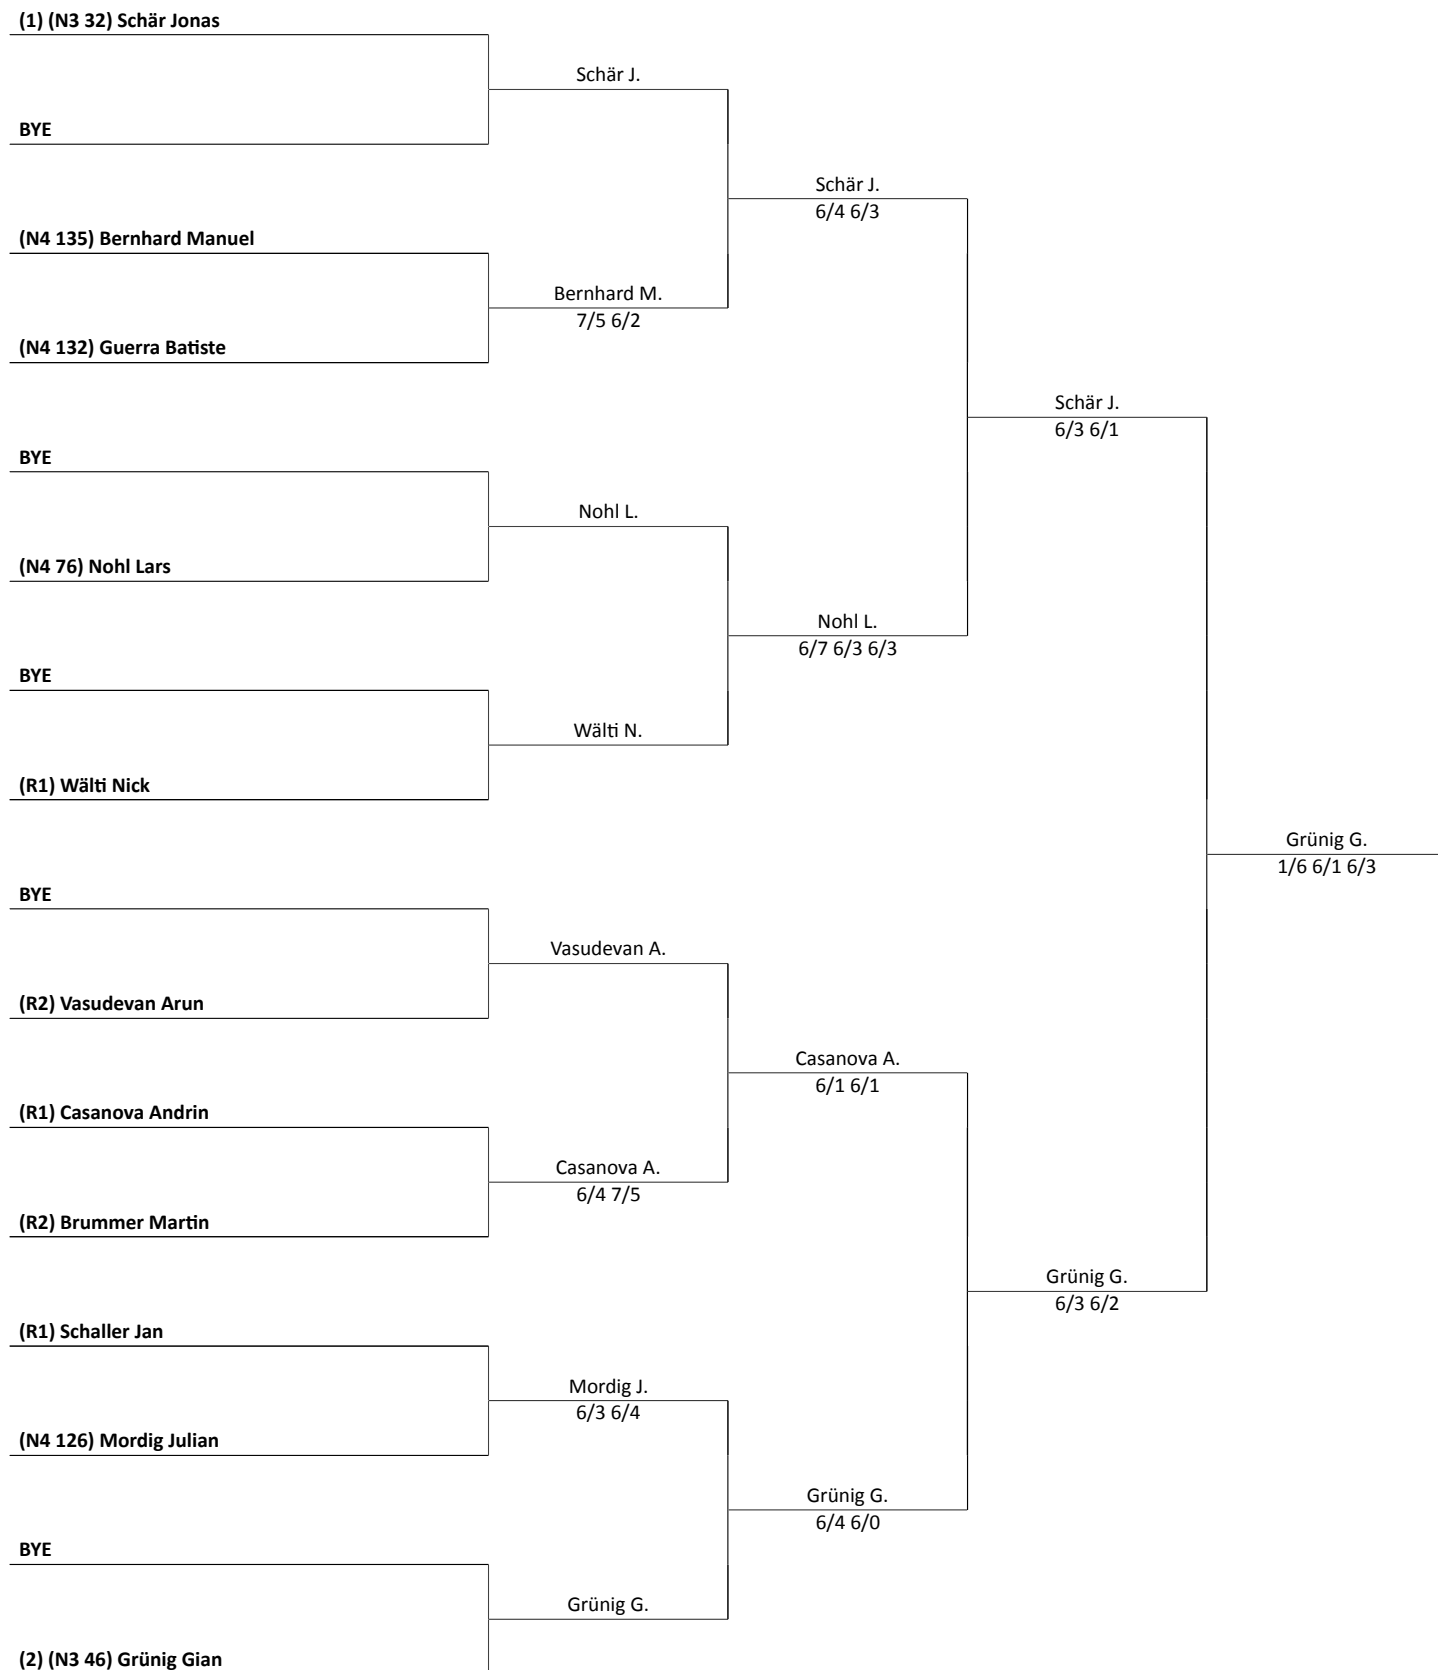 (1) (N3 32) Schär Jonas
Schär J.
BYE
Schär J.
6/4 6/3
(N4 135) Bernhard Manuel
Bernhard M.
7/5 6/2
(N4 132) Guerra Batiste
Schär J.
6/3 6/1
BYE
Nohl L.
(N4 76) Nohl Lars
Nohl L.
6/7 6/3 6/3
BYE
Wälti N.
(R1) Wälti Nick
Grünig G.
1/6 6/1 6/3
BYE
Vasudevan A.
(R2) Vasudevan Arun
Casanova A.
6/1 6/1
(R1) Casanova Andrin
Casanova A.
6/4 7/5
(R2) Brummer Martin
Grünig G.
6/3 6/2
(R1) Schaller Jan
Mordig J.
6/3 6/4
(N4 126) Mordig Julian
Grünig G.
6/4 6/0
BYE
Grünig G.
(2) (N3 46) Grünig Gian